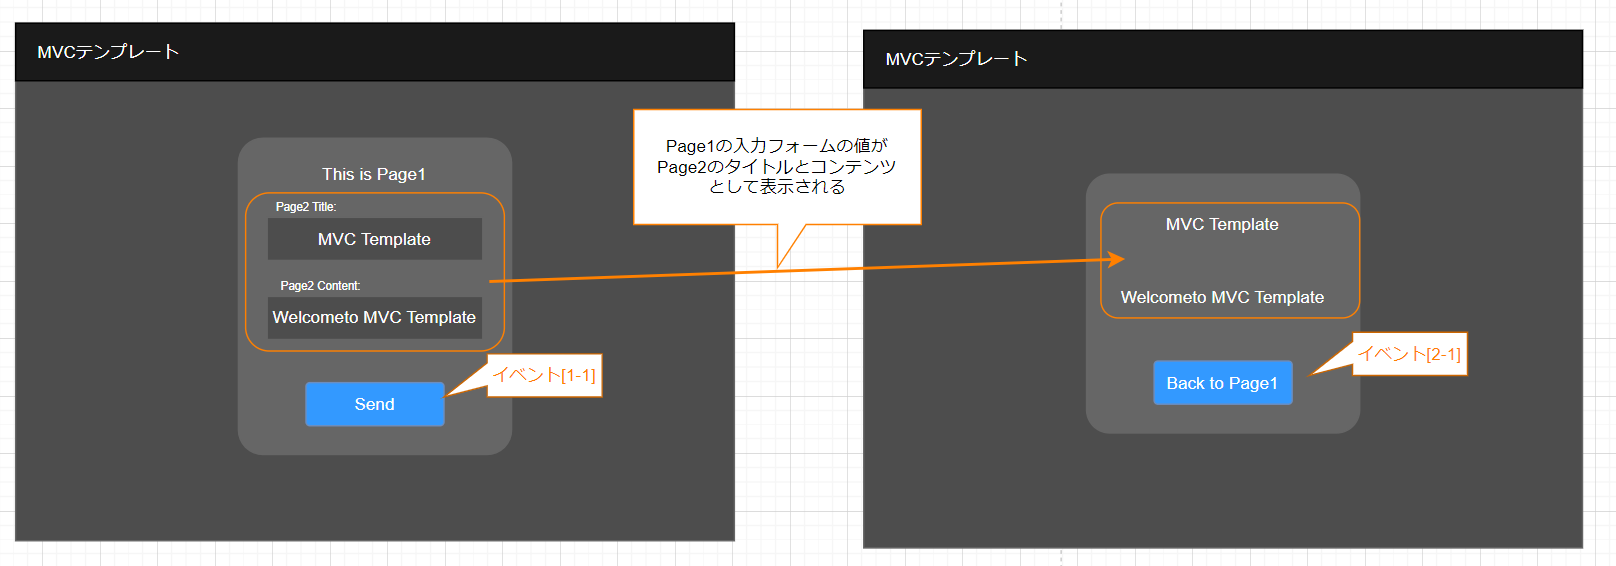 MVCテンプレート
This is Page1
Page2 Title:
MVC Template
Page2 Content:
Welcometo MVC Template
Send
イベント[1-1]
Page1の入力フォームの値が
Page2のタイトルとコンテンツ
として表示される
MVCテンプレート
MVC Template
Welcometo MVC Template
Back to Page1
イベント[2-1]